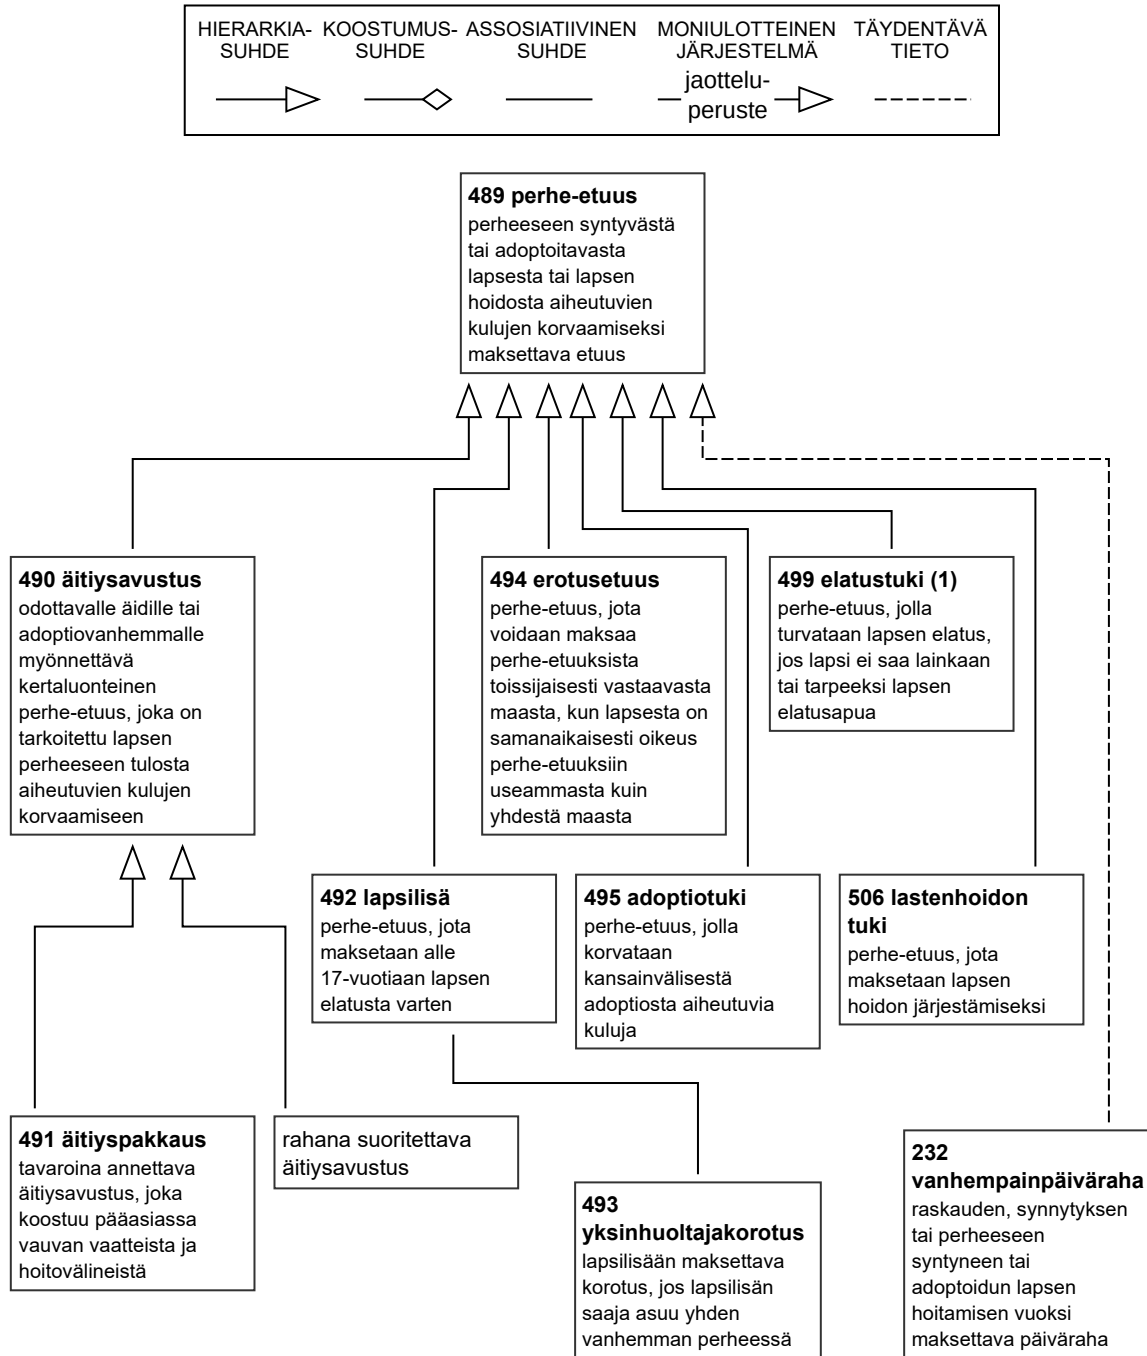 HIERARKIA-
SUHDE
KOOSTUMUS-
SUHDE
ASSOSIATIIVINEN
SUHDE
MONIULOTTEINEN
JÄRJESTELMÄ
jaottelu-
peruste
TÄYDENTÄVÄ
TIETO
489 perhe-etuus
perheeseen syntyvästä
tai adoptoitavasta
lapsesta tai lapsen
hoidosta aiheutuvien
kulujen korvaamiseksi
maksettava etuus
490 äitiysavustus
odottavalle äidille tai
adoptiovanhemmalle
myönnettävä
kertaluonteinen
perhe-etuus, joka on
tarkoitettu lapsen
perheeseen tulosta
aiheutuvien kulujen
korvaamiseen
494 erotusetuus
perhe-etuus, jota
voidaan maksaa
perhe-etuuksista
toissijaisesti vastaavasta
maasta, kun lapsesta on
samanaikaisesti oikeus
perhe-etuuksiin
useammasta kuin
yhdestä maasta
499 elatustuki (1)
perhe-etuus, jolla
turvataan lapsen elatus,
jos lapsi ei saa lainkaan
tai tarpeeksi lapsen
elatusapua
492 lapsilisä
perhe-etuus, jota
maksetaan alle
17-vuotiaan lapsen
elatusta varten
495 adoptiotuki
perhe-etuus, jolla
korvataan
kansainvälisestä
adoptiosta aiheutuvia
kuluja
506 lastenhoidon
tuki
perhe-etuus, jota
maksetaan lapsen
hoidon järjestämiseksi
491 äitiyspakkaus
tavaroina annettava
äitiysavustus, joka
koostuu pääasiassa
vauvan vaatteista ja
hoitovälineistä
rahana suoritettava
äitiysavustus
493
yksinhuoltajakorotus
lapsilisään maksettava
korotus, jos lapsilisän
saaja asuu yhden
vanhemman perheessä
232
vanhempainpäiväraha
raskauden, synnytyksen
tai perheeseen
syntyneen tai
adoptoidun lapsen
hoitamisen vuoksi
maksettava päiväraha